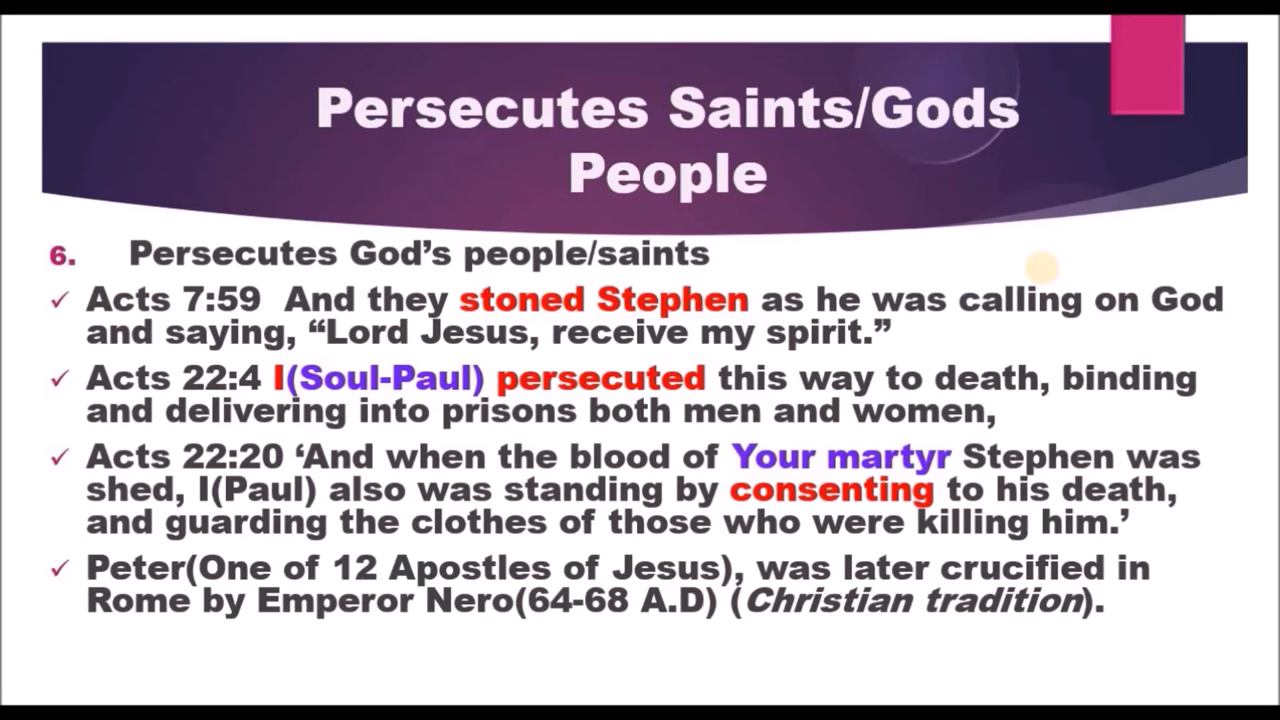 Persecutes Saints/Gods
People
6. Persecutes God’s people/saints
✓ Acts 7:59 And they stoned Stephen as he was calling on God
and saying, “Lord Jesus, receive my spirit.”
✓ Acts 22:4 I(Soul-Paul) persecuted this way to death, binding
and delivering into prisons both men and women,
✓ Acts 22:20 ‘And when the blood of Your martyr Stephen was
shed, I(Paul) also was standing by consenting to his death,
and guarding the clothes of those who were killing him.’
✓ Peter(One of 12 Apostles of Jesus), was later crucified in
Rome by Emperor Nero(64-68 A.D) (Christian tradition).